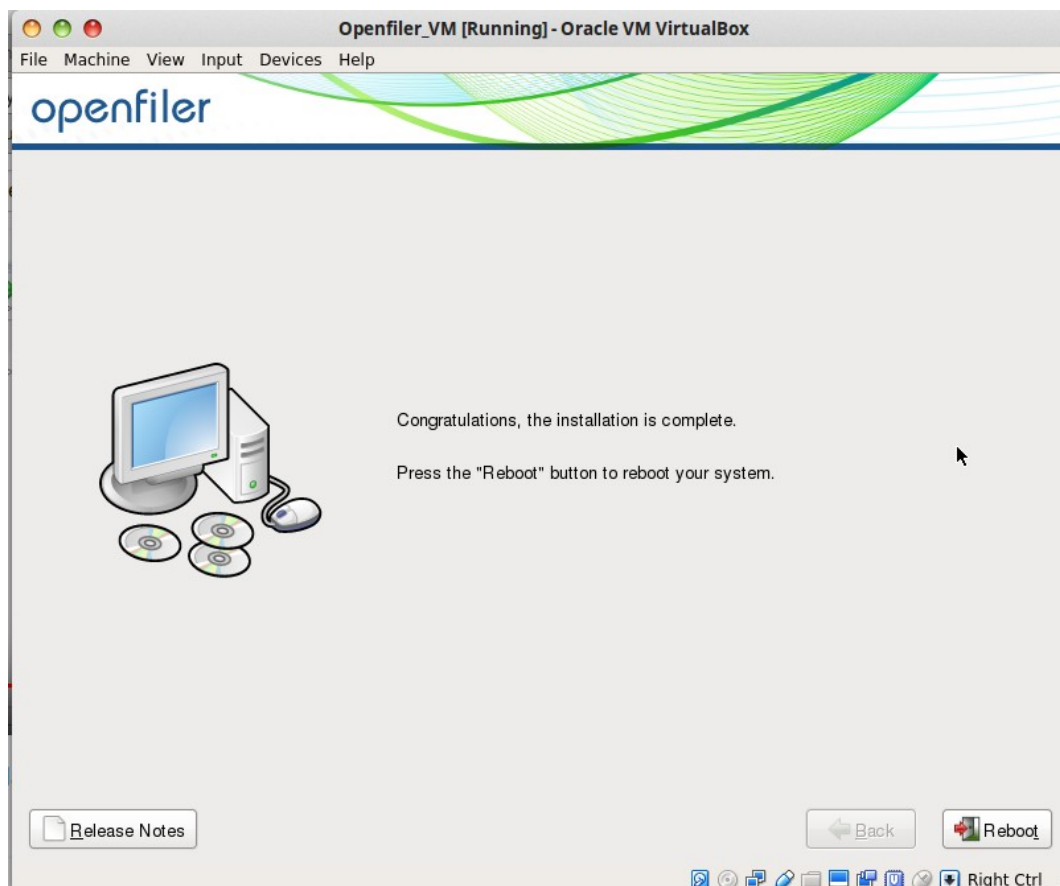 Openfiler_VM [Running] - Oracle VM VirtualBox
File Machine View Input Devices Help
openfiler
Congratulations, the installation is complete.
Press the "Reboot" button to reboot your system.
Release Notes
Back
Reboot
Right Ctrl